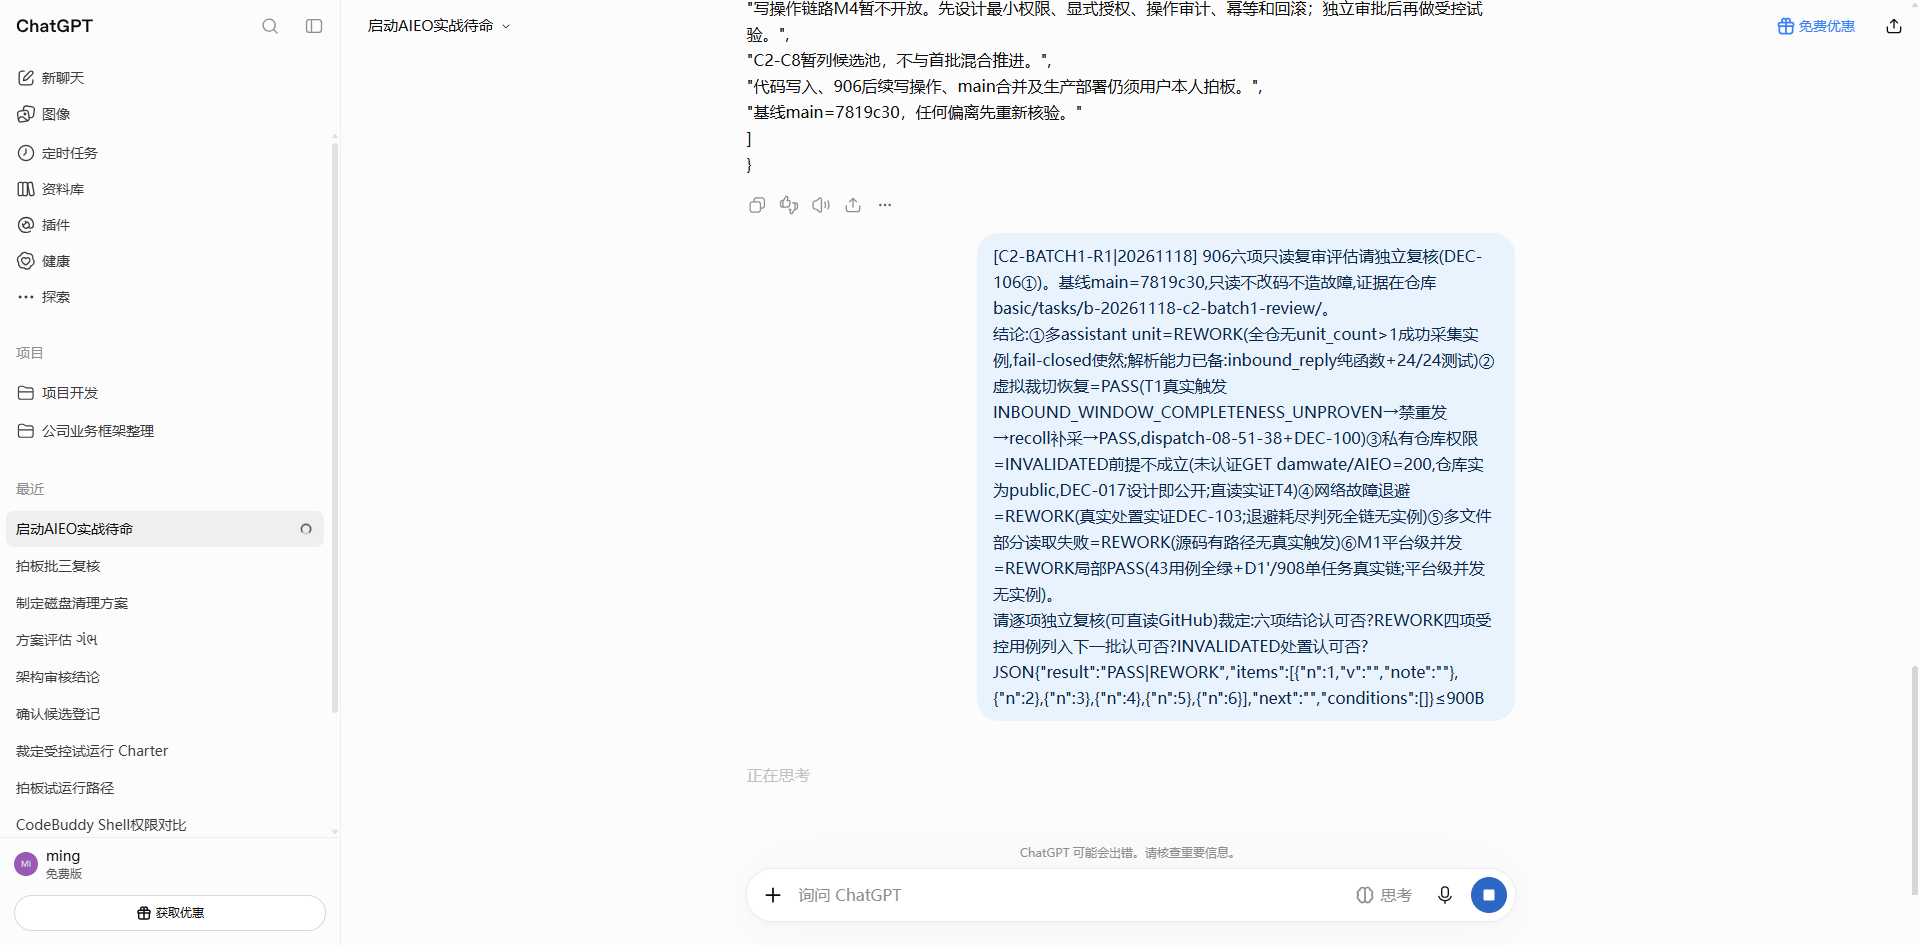 ChatGPT
新聊天
图像
定时任务
资料库
插件
健康
探索
项目
项目开发
公司业务框架整理
最近
启动AIEO实战待命
拍板批三复核
制定磁盘清理方案
方案评估
架构审核结论
确认候选登记
裁定受控试运行 Charter
拍板试运行路径
CodeBuddy Shell权限对比
MI
ming
免费版
获取优惠
启动AIEO实战待命
免费优惠
"写操作链路M4暂不开放。先设计最小权限、显式授权、操作审计、幂等和回滚；独立审批后再做受控试
验。",
"C2-C8暂列候选池，不与首批混合推进。",
"代码写入、906后续写操作、main合并及生产部署仍须用户本人拍板。",
"基线main=7819c30，任何偏离先重新核验。"
]
}
[C2-BATCH1-R1|20261118] 906六项只读复审评估请独立复核(DEC-
106①)。基线main=7819c30,只读不改码不造故障,证据在仓库
basic/tasks/b-20261118-c2-batch1-review/。
结论:①多assistant unit=REWORK(全仓无unit_count>1成功采集实
例,fail-closed使然;解析能力已备:inbound_reply纯函数+24/24测试)②
虚拟裁切恢复=PASS(T1真实触发
INBOUND_WINDOW_COMPLETENESS_UNPROVEN→禁重发
→recoll补采→PASS,dispatch-08-51-38+DEC-100)③私有仓库权限
=INVALIDATED前提不成立(未认证GET damwate/AIEO=200,仓库实
为public,DEC-017设计即公开;直读实证T4)④网络故障退避
=REWORK(真实处置实证DEC-103;退避耗尽判死全链无实例)⑤多文件
部分读取失败=REWORK(源码有路径无真实触发)⑥M1平台级并发
=REWORK局部PASS(43用例全绿+D1'/908单任务真实链;平台级并发
无实例)。
请逐项独立复核(可直读GitHub)裁定:六项结论认可否?REWORK四项受
控用例列入下一批认可否?INVALIDATED处置认可否?
JSON{"result":"PASS|REWORK","items":[{"n":1,"v":"","note":""},
{"n":2},{"n":3},{"n":4},{"n":5},{"n":6}],"next":"","conditions":[]}≤900B
正在思考
ChatGPT 可能会出错。请核查重要信息。
询问 ChatGPT
思考